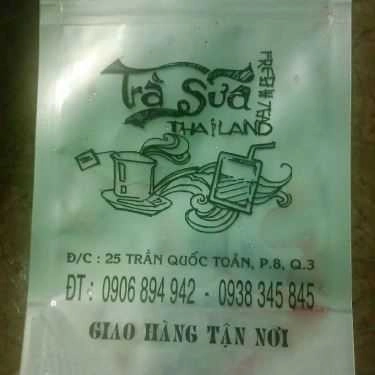 Trà Sữa
THAILAND
FRESH TEA
Đ/C : 25 TRẦN QUỐC TOẢN, P.8, Q.3
ĐT : 0906 894 942 - 0938 345 845
GIAO HÀNG TẬN NƠI